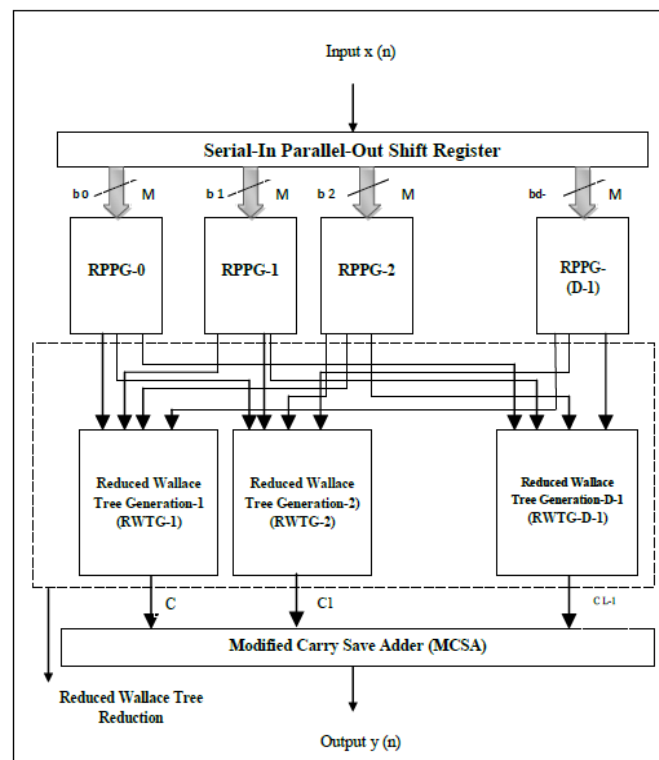 Input x (n)
Serial-In Parallel-Out Shift Register
b 0 M b 1 M b 2 M bd- M
RPPG-0 RPPG-1 RPPG-2 RPPG-
(D-1)
Reduced Wallace
Tree Generation-1
(RWTG-1)
Reduced Wallace
Tree Generation-2)
(RWTG-2)
Reduced Wallace
Tree Generation-D-1
(RWTG-D-1)
C C1 C L-1
Modified Carry Save Adder (MCSA)
Reduced Wallace Tree
Reduction
Output y (n)